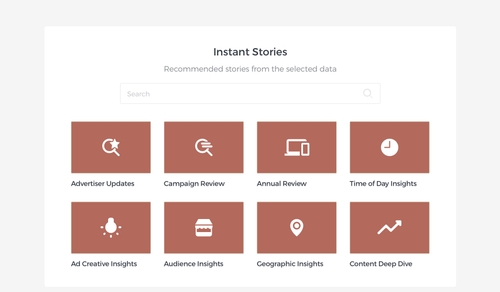 Instant Stories
Recommended stories from the selected data
Search
Advertiser Updates
Campaign Review
Annual Review
Time of Day Insights
Ad Creative Insights
Audience Insights
Geographic Insights
Content Deep Dive